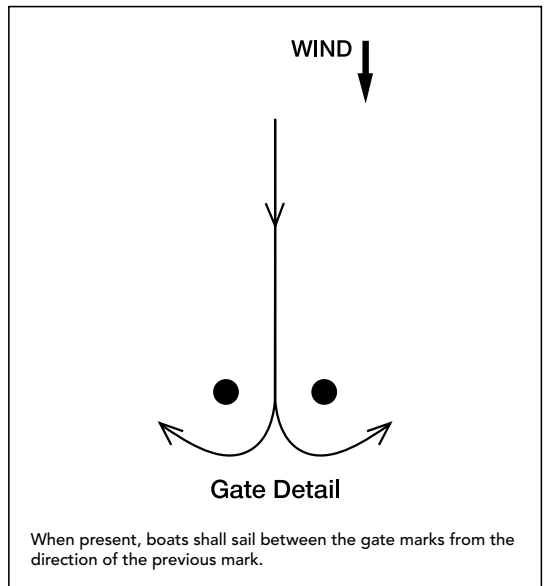 WIND
Gate Detail
When present, boats shall sail between the gate marks from the
direction of the previous mark.